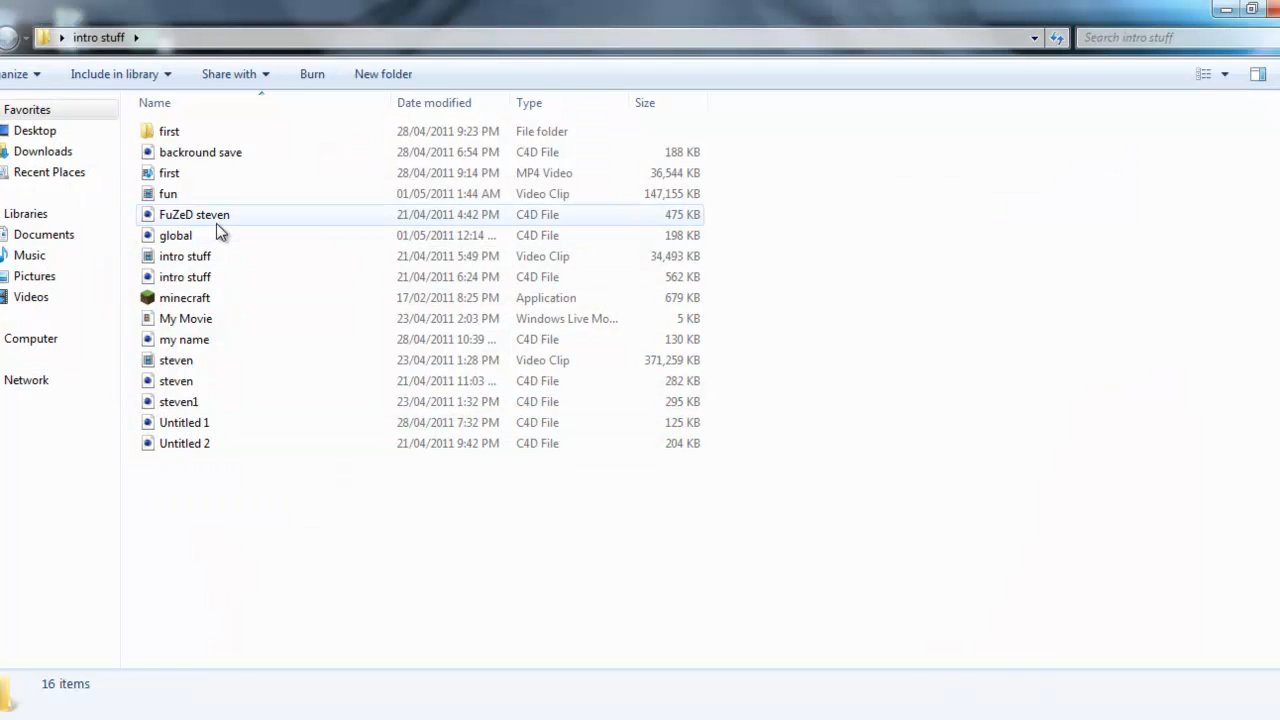 intro stuff
Search intro stuff
anize Include in library Share with Burn New folder
Favorites
Desktop
Downloads
Recent Places
Libraries
Documents
Music
Pictures
Videos
Computer
Network
Name Date modified Type Size
first 28/04/2011 9:23 PM File folder
backround save 28/04/2011 6:54 PM C4D File 188 KB
first 28/04/2011 9:14 PM MP4 Video 36,544 KB
fun 01/05/2011 1:44 AM Video Clip 147,155 KB
FuZeD steven 21/04/2011 4:42 PM C4D File 475 KB
global 01/05/2011 12:14 ... C4D File 198 KB
intro stuff 21/04/2011 5:49 PM Video Clip 34,493 KB
intro stuff 21/04/2011 6:24 PM C4D File 562 KB
minecraft 17/02/2011 8:25 PM Application 679 KB
My Movie 23/04/2011 2:03 PM Windows Live Mo... 5 KB
my name 28/04/2011 10:39 ... C4D File 130 KB
steven 23/04/2011 1:28 PM Video Clip 371,259 KB
steven 21/04/2011 11:03 ... C4D File 282 KB
steven1 23/04/2011 1:32 PM C4D File 295 KB
Untitled 1 28/04/2011 7:32 PM C4D File 125 KB
Untitled 2 21/04/2011 9:42 PM C4D File 204 KB
16 items